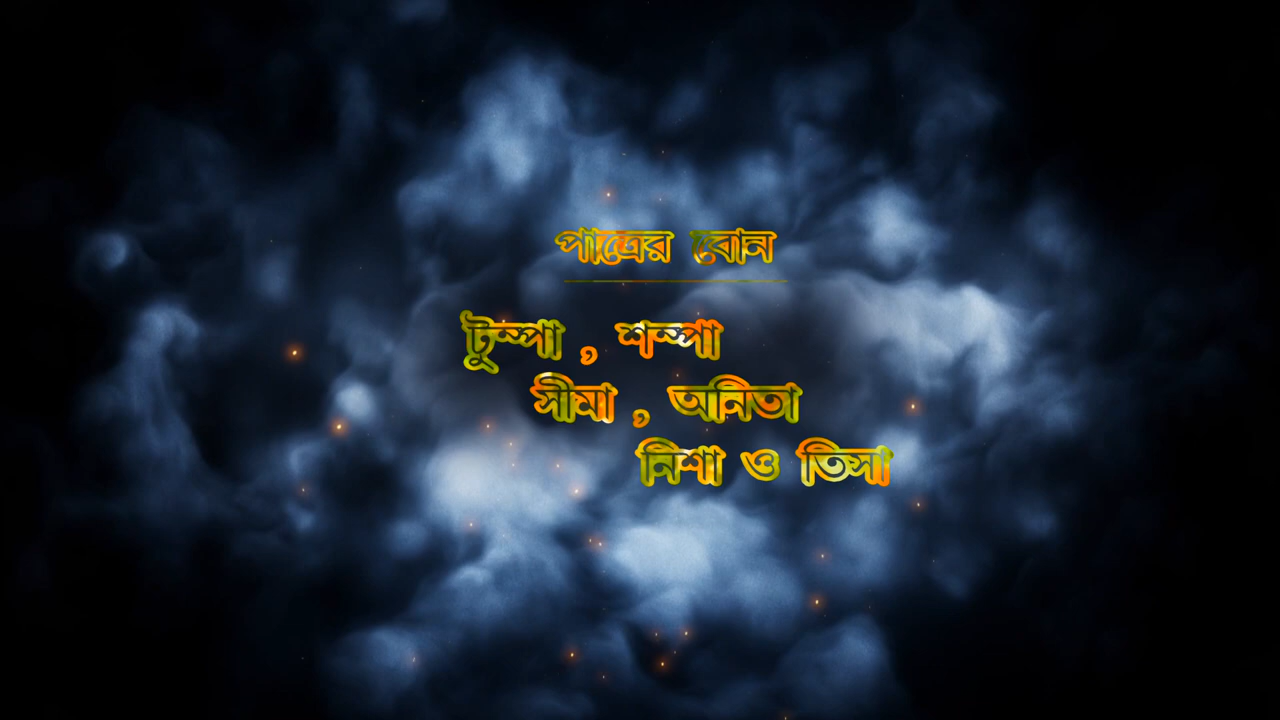 পাত্রের বোন
টুম্পা , শম্পা
সীমা , অনিতা
নিশা ও তিসা